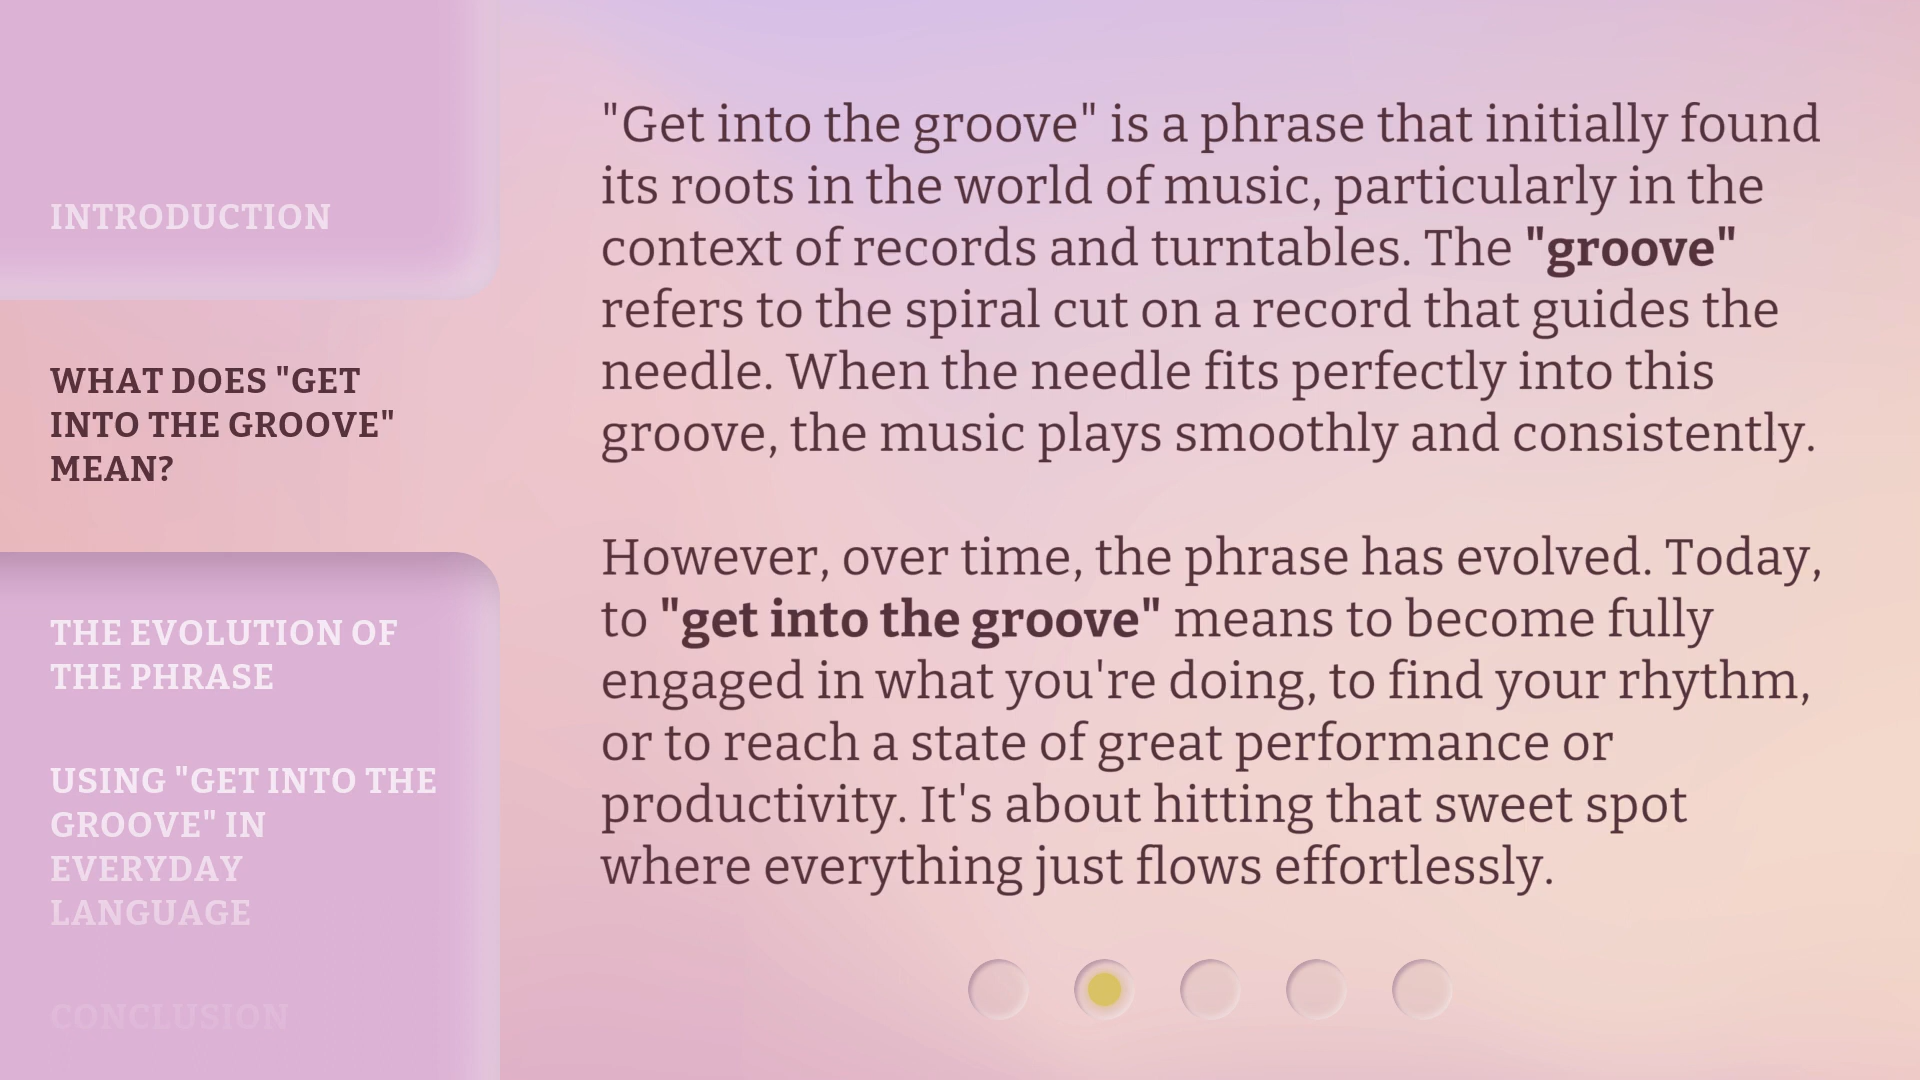 INTRODUCTION
WHAT DOES "GET
INTO THE GROOVE"
MEAN?
THE EVOLUTION OF
THE PHRASE
USING "GET INTO THE
GROOVE" IN
EVERYDAY
LANGUAGE
CONCLUSION
"Get into the groove" is a phrase that initially found
its roots in the world of music, particularly in the
context of records and turntables. The "groove"
refers to the spiral cut on a record that guides the
needle. When the needle fits perfectly into this
groove, the music plays smoothly and consistently.
However, over time, the phrase has evolved. Today,
to "get into the groove" means to become fully
engaged in what you're doing, to find your rhythm,
or to reach a state of great performance or
productivity. It's about hitting that sweet spot
where everything just flows effortlessly.